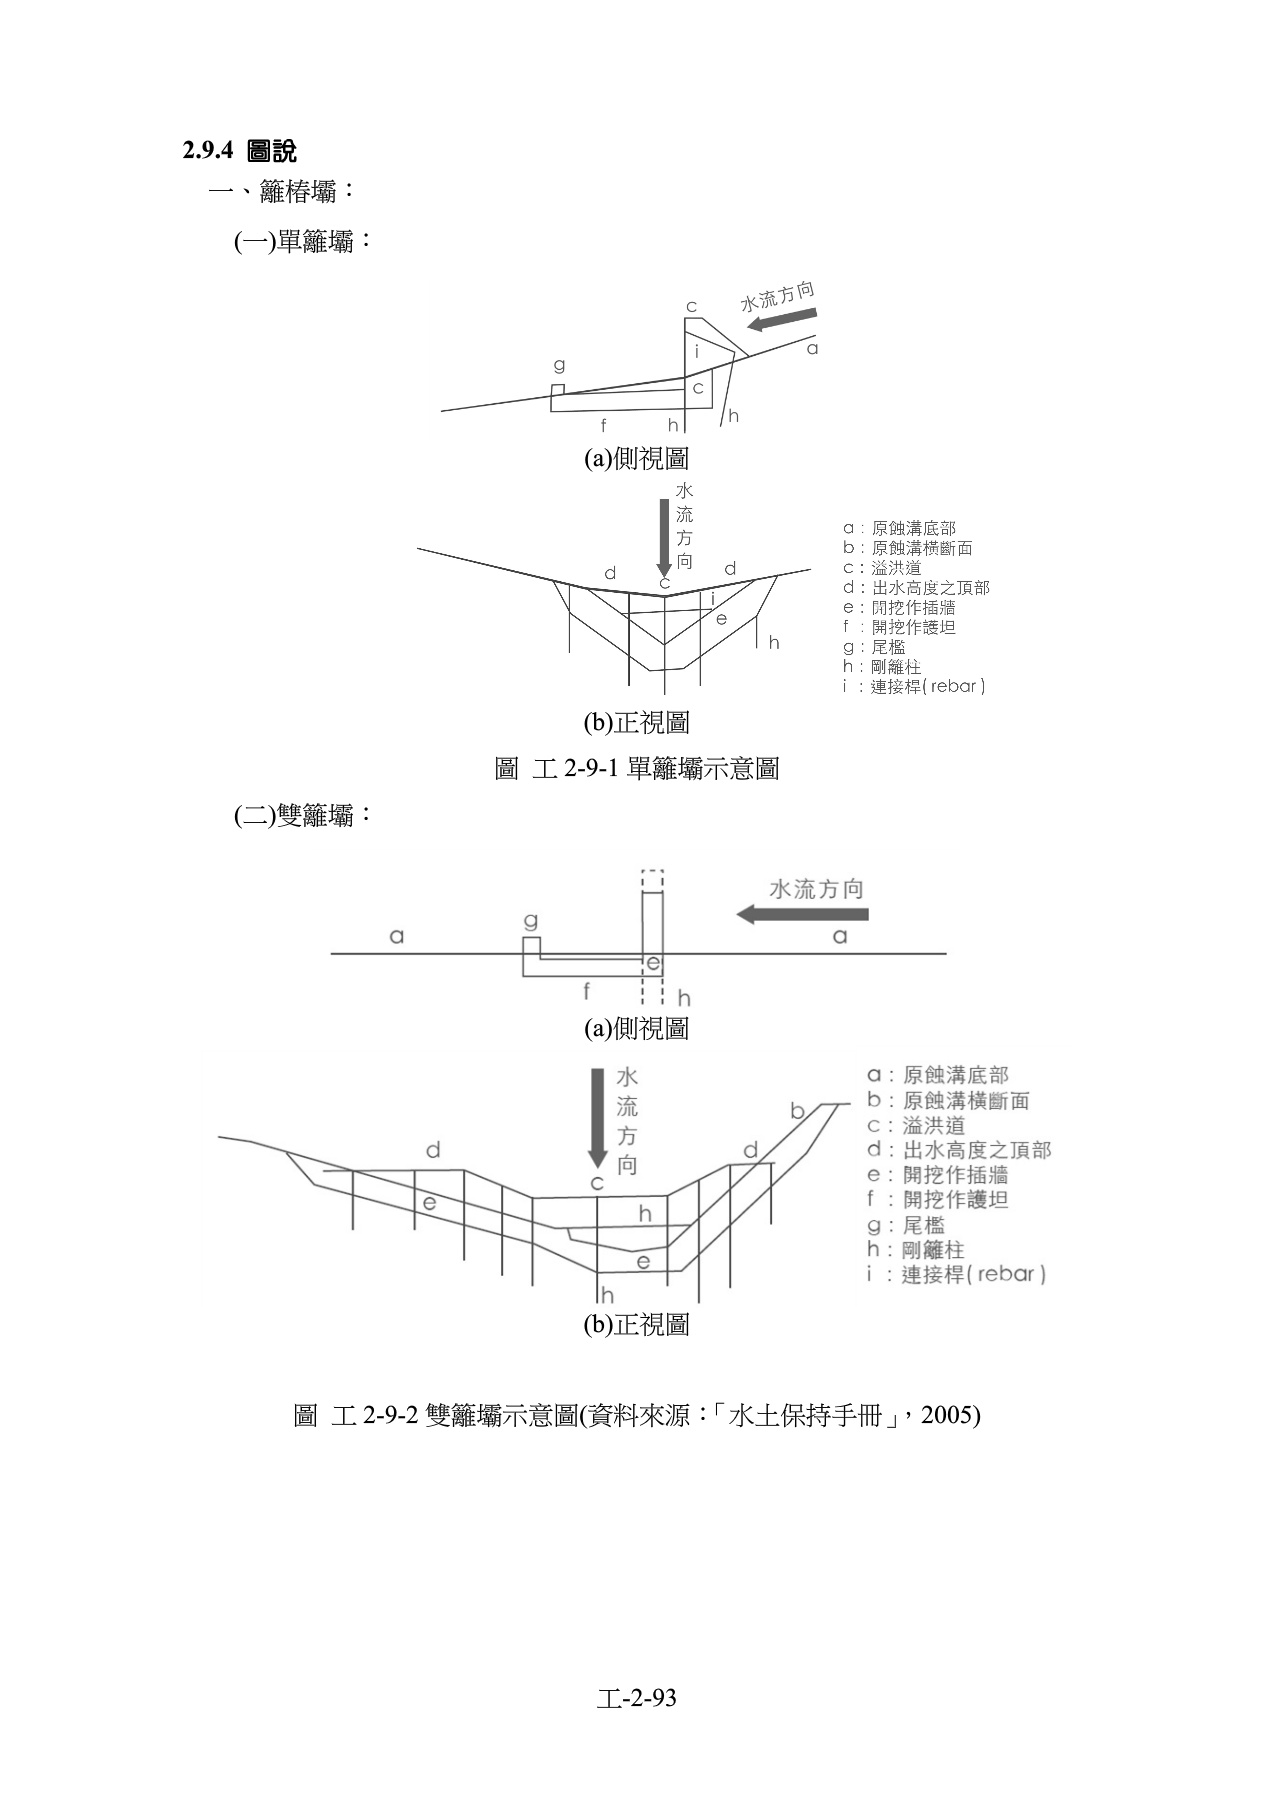 2.9.4 圖說
一、籬椿壩：
(一)單籬壩：
水流方向
c
a
i
g
c
f
h
h
(a)側視圖
水流方向
d
c
d
i
e
h
a：原蝕溝底部
b：原蝕溝橫斷面
c：溢洪道
d：出水高度之頂部
e：開挖作插牆
f：開挖作護坦
g：尾檻
h：剛籬柱
i：連接桿(rebar)
(b)正視圖
圖 工 2-9-1 單籬壩示意圖
(二)雙籬壩：
水流方向
g
a
a
e
f
h
(a)側視圖
水流方向
b
d
d
c
e
h
e
h
a：原蝕溝底部
b：原蝕溝橫斷面
c：溢洪道
d：出水高度之頂部
e：開挖作插牆
f：開挖作護坦
g：尾檻
h：剛籬柱
i：連接桿(rebar)
(b)正視圖
圖 工 2-9-2 雙籬壩示意圖(資料來源：「水土保持手冊」，2005)
工-2-93